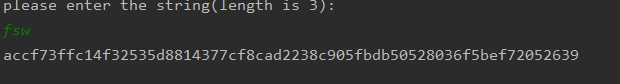 please enter the string(length is 3):
fsw
accf73ffc14f32535d8814377cf8cad2238c905fbdb50528036f5bef72052639